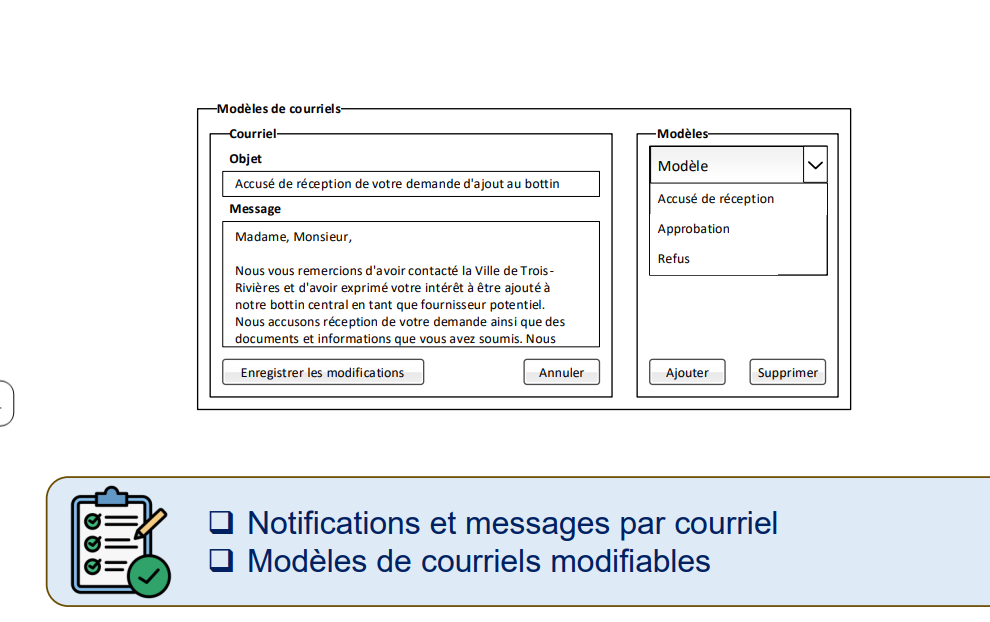 Modèles de courriels
Courriel
Objet
Accusé de réception de votre demande d'ajout au bottin
Message
Madame, Monsieur,
Nous vous remercions d'avoir contacté la Ville de Trois-
Rivières et d'avoir exprimé votre intérêt à être ajouté à
notre bottin central en tant que fournisseur potentiel.
Nous accusons réception de votre demande ainsi que des
documents et informations que vous avez soumis. Nous
Enregistrer les modifications
Annuler
Modèles
Modèle
Accusé de réception
Approbation
Refus
Ajouter
Supprimer
Notifications et messages par courriel
Modèles de courriels modifiables